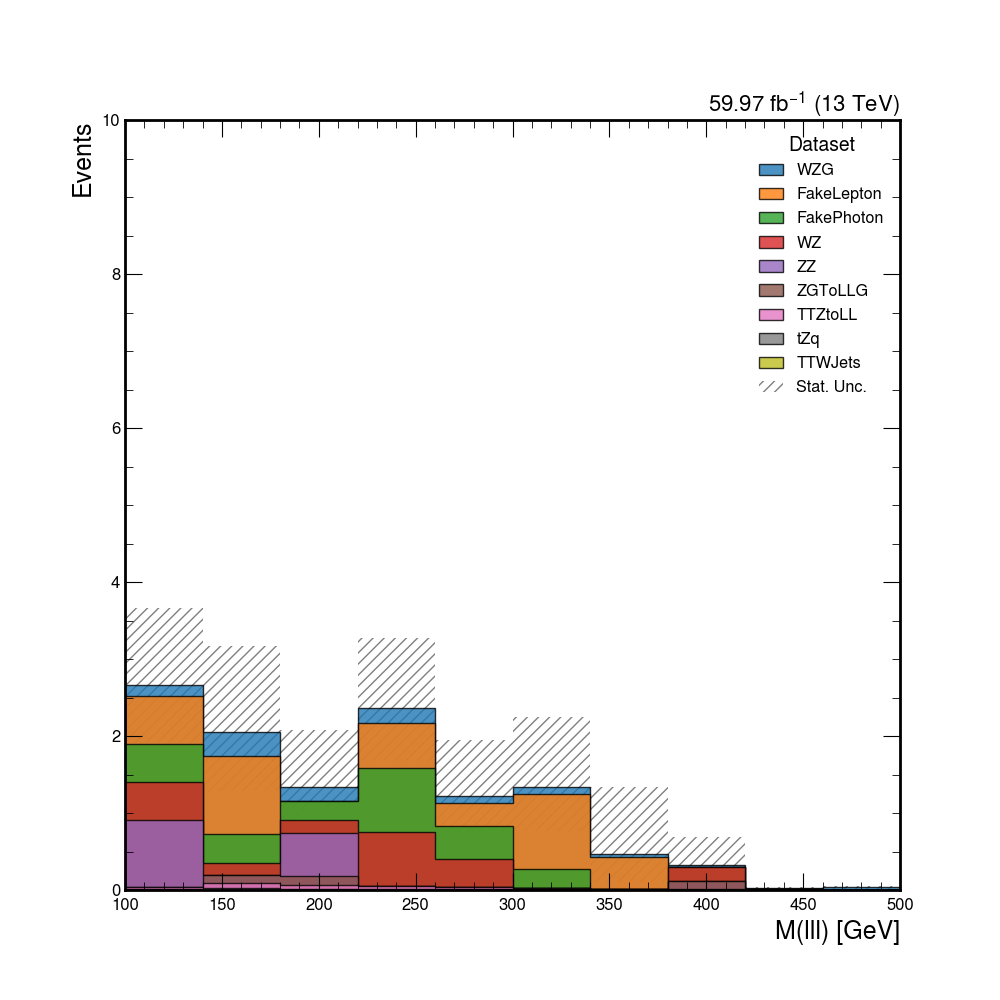 59.97 fb⁻¹ (13 TeV)
Events
10
8
6
4
2
0
Dataset
WZG
FakeLepton
FakePhoton
WZ
ZZ
ZGToLLG
TTZtoLL
tZq
TTWJets
Stat. Unc.
100 150 200 250 300 350 400 450 500
M(lll) [GeV]